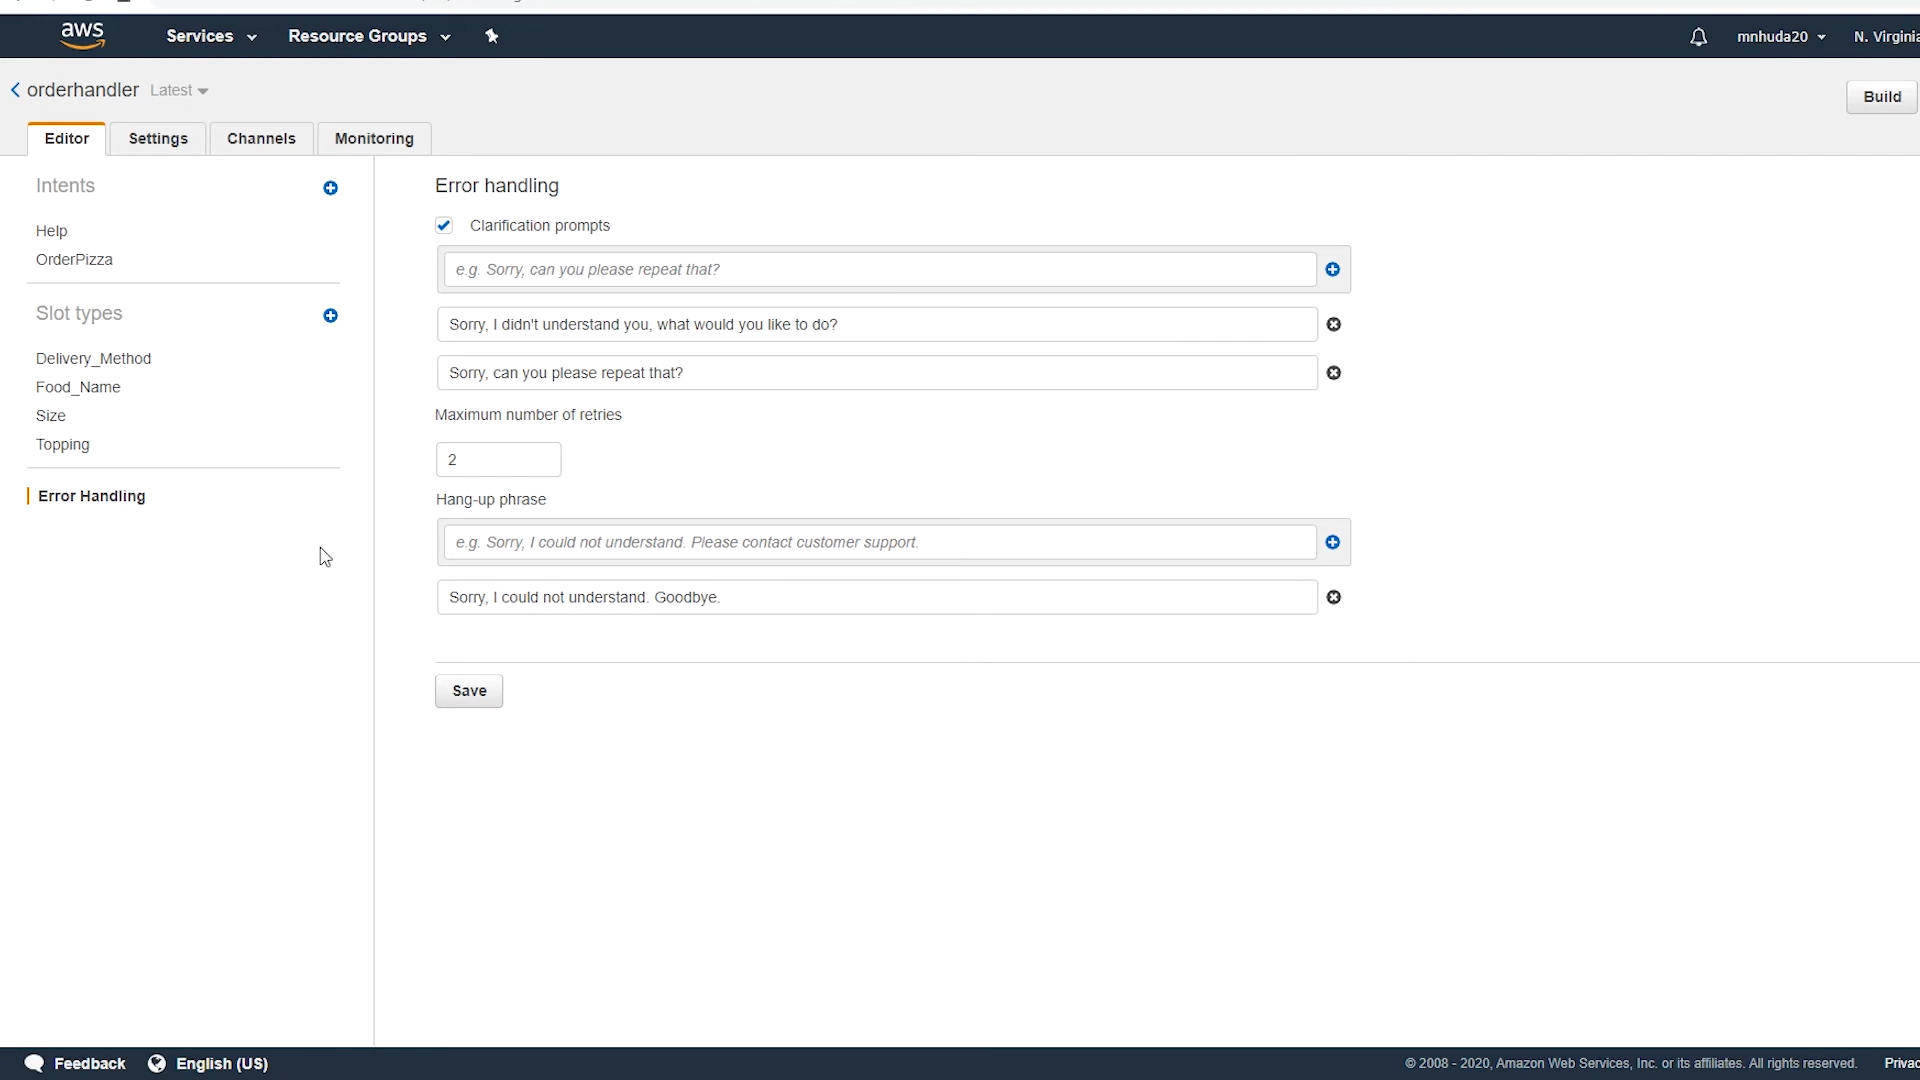 aws Services Resource Groups mnhuda20 N. Virginia
orderhandler Latest
Build
Editor Settings Channels Monitoring
Intents
Help
OrderPizza
Slot types
Delivery_Method
Food_Name
Size
Topping
Error Handling
Error handling
Clarification prompts
e.g. Sorry, can you please repeat that?
Sorry, I didn't understand you, what would you like to do?
Sorry, can you please repeat that?
Maximum number of retries
2
Hang-up phrase
e.g. Sorry, I could not understand. Please contact customer support.
Sorry, I could not understand. Goodbye.
Save
Feedback English (US) © 2008 - 2020, Amazon Web Services, Inc. or its affiliates. All rights reserved. Privac